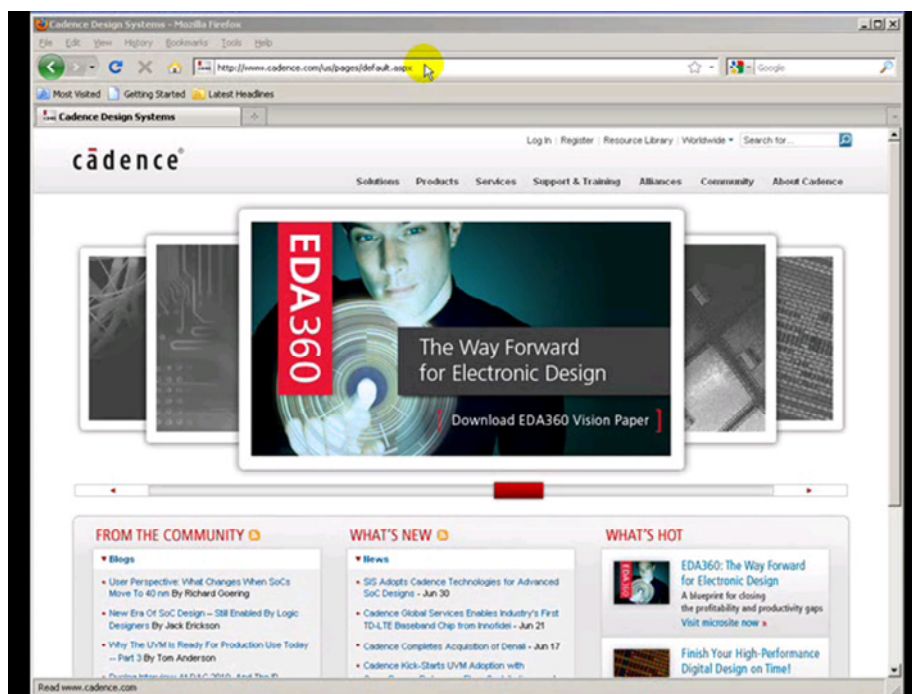 Cadence Design Systems - Mozilla Firefox
File Edit View History Bookmarks Tools Help
http://www.cadence.com/us/pages/default.aspx
Google
Most Visited Getting Started Latest Headlines
Cadence Design Systems
Log In | Register | Resource Library | Worldwide Search for...
cādence®
Solutions Products Services Support & Training Alliances Community About Cadence
EDA360
The Way Forward
for Electronic Design
[ Download EDA360 Vision Paper ]
FROM THE COMMUNITY
Blogs
User Perspective: What Changes When SoCs
Move To 40 nm By Richard Goering
New Era Of SoC Design -- Still Enabled By Logic
Designers By Jack Erickson
Why The UVM Is Ready For Production Use Today
-- Part 3 By Tom Anderson
WHAT'S NEW
News
SiS Adopts Cadence Technologies for Advanced
SoC Designs - Jun 30
Cadence Global Services Enables Industry's First
TD-LTE Baseband Chip from Innofidei - Jun 21
Cadence Completes Acquisition of Denali - Jun 17
Cadence Kick-Starts UVM Adoption with
WHAT'S HOT
EDA360
EDA360: The Way Forward
for Electronic Design
A blueprint for closing
the profitability and productivity gaps
Visit microsite now »
Finish Your High-Performance
Digital Design on Time!
Read www.cadence.com